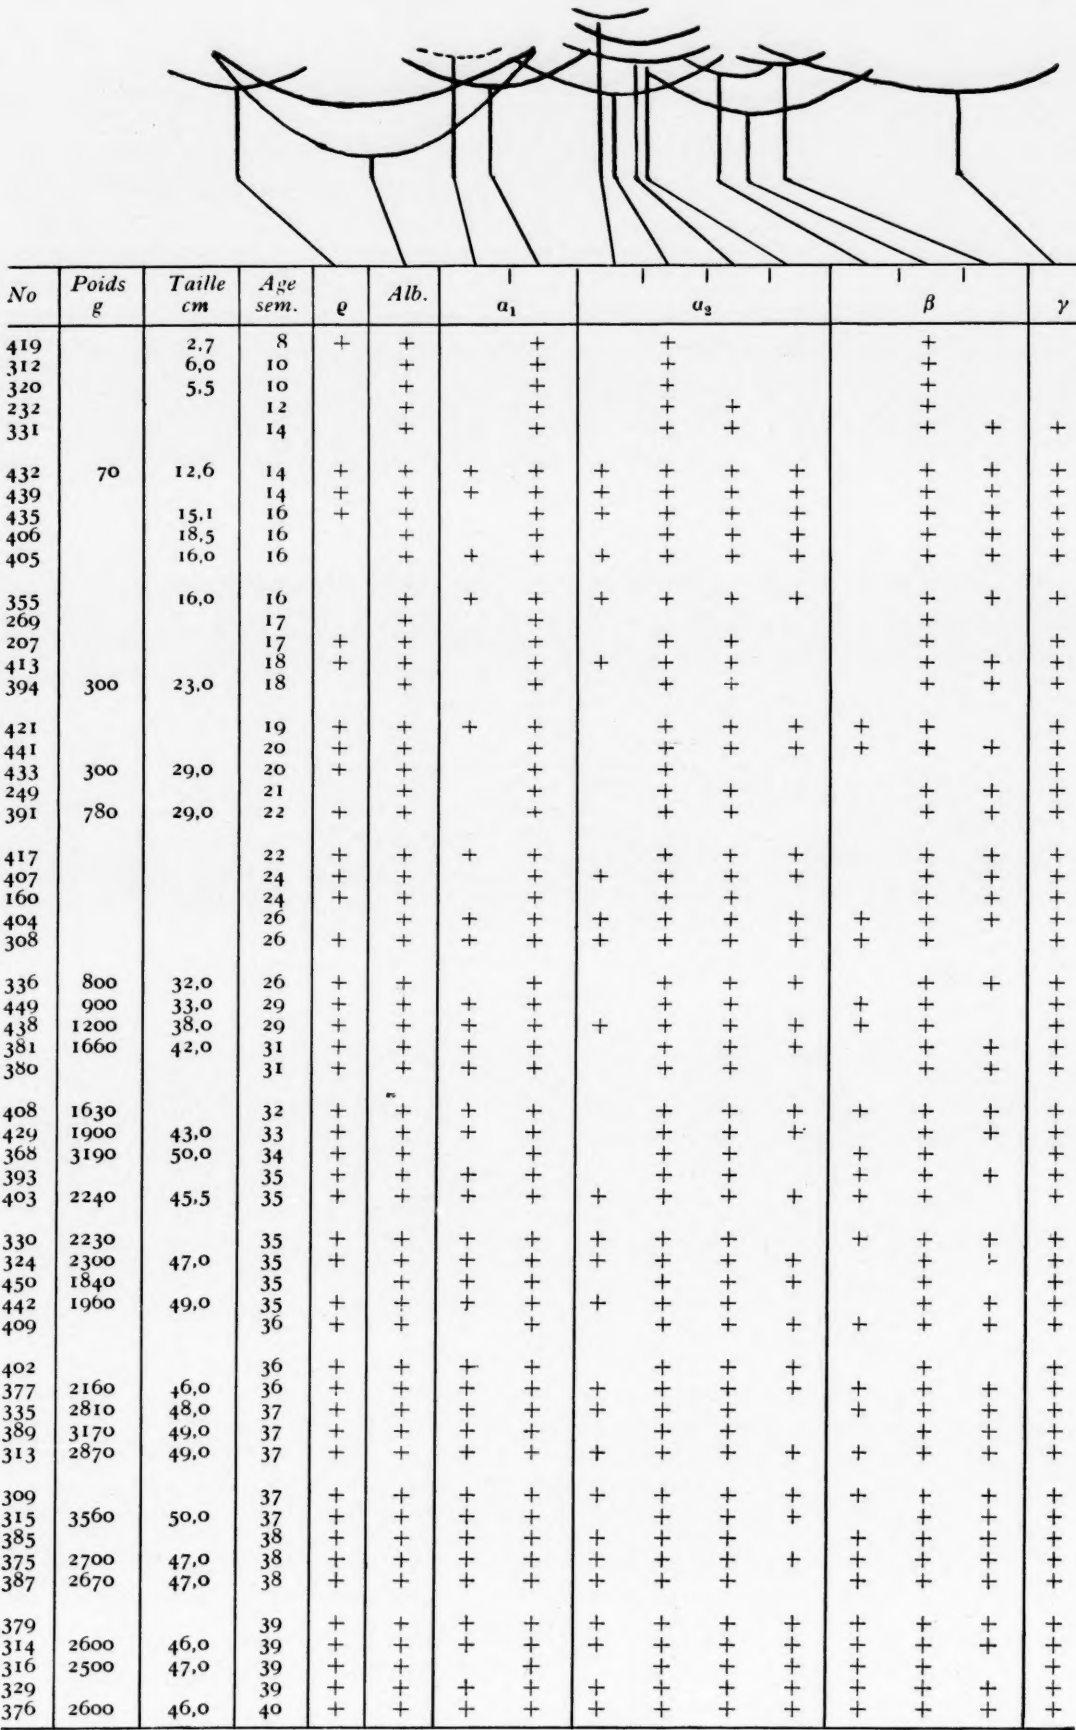 No Poids g Taille cm Age sem. ϱ Alb. α₁ α₂ β γ
419 2,7 8 + + + + +
312 6,0 10 + + + +
320 5,5 10 + + + +
232 12 + + + + +
331 14 + + + + + + +
432 70 12,6 14 + + + + + + + + + + +
439 14 + + + + + + + + + + +
435 15,1 16 + + + + + + + + + +
406 18,5 16 + + + + + + + +
405 16,0 16 + + + + + + + + + +
355 16,0 16 + + + + + + + + + +
269 17 + + +
207 17 + + + + + + +
413 18 + + + + + + + + +
394 300 23,0 18 + + + + + + +
421 19 + + + + + + + + + +
441 20 + + + + + + + + + +
433 300 29,0 20 + + + + +
249 21 + + + + + + +
391 780 29,0 22 + + + + + + + +
417 22 + + + + + + + + + +
407 24 + + + + + + + + + +
160 24 + + + + + + + +
404 26 + + + + + + + + + + +
308 26 + + + + + + + + + + +
336 800 32,0 26 + + + + + + + + +
449 900 33,0 29 + + + + + + + + +
438 1200 38,0 29 + + + + + + + + + + +
381 1660 42,0 31 + + + + + + + + + +
380 31 + + + + + + + + +
408 1630 32 + + + + + + + + + + +
429 1900 43,0 33 + + + + + + + + + +
368 3190 50,0 34 + + + + + + + +
393 35 + + + + + + + + + +
403 2240 45,5 35 + + + + + + + + + + +
330 2230 35 + + + + + + + + + + +
324 2300 47,0 35 + + + + + + + + + + +
450 1840 35 + + + + + + + +
442 1960 49,0 35 + + + + + + + + + +
409 36 + + + + + + + + + +
402 36 + + + + + + + + +
377 2160 46,0 36 + + + + + + + + + + + +
335 2810 48,0 37 + + + + + + + + + + +
389 3170 49,0 37 + + + + + + + + +
313 2870 49,0 37 + + + + + + + + + + + +
309 37 + + + + + + + + + + + +
315 3560 50,0 37 + + + + + + + + + +
385 38 + + + + + + + + + + +
375 2700 47,0 38 + + + + + + + + + + + +
387 2670 47,0 38 + + + + + + + + + + +
379 39 + + + + + + + + + + + +
314 2600 46,0 39 + + + + + + + + + + + +
316 2500 47,0 39 + + + + + + + + + +
329 39 + + + + + + + + + + + +
376 2600 46,0 40 + + + + + + + + + + + +